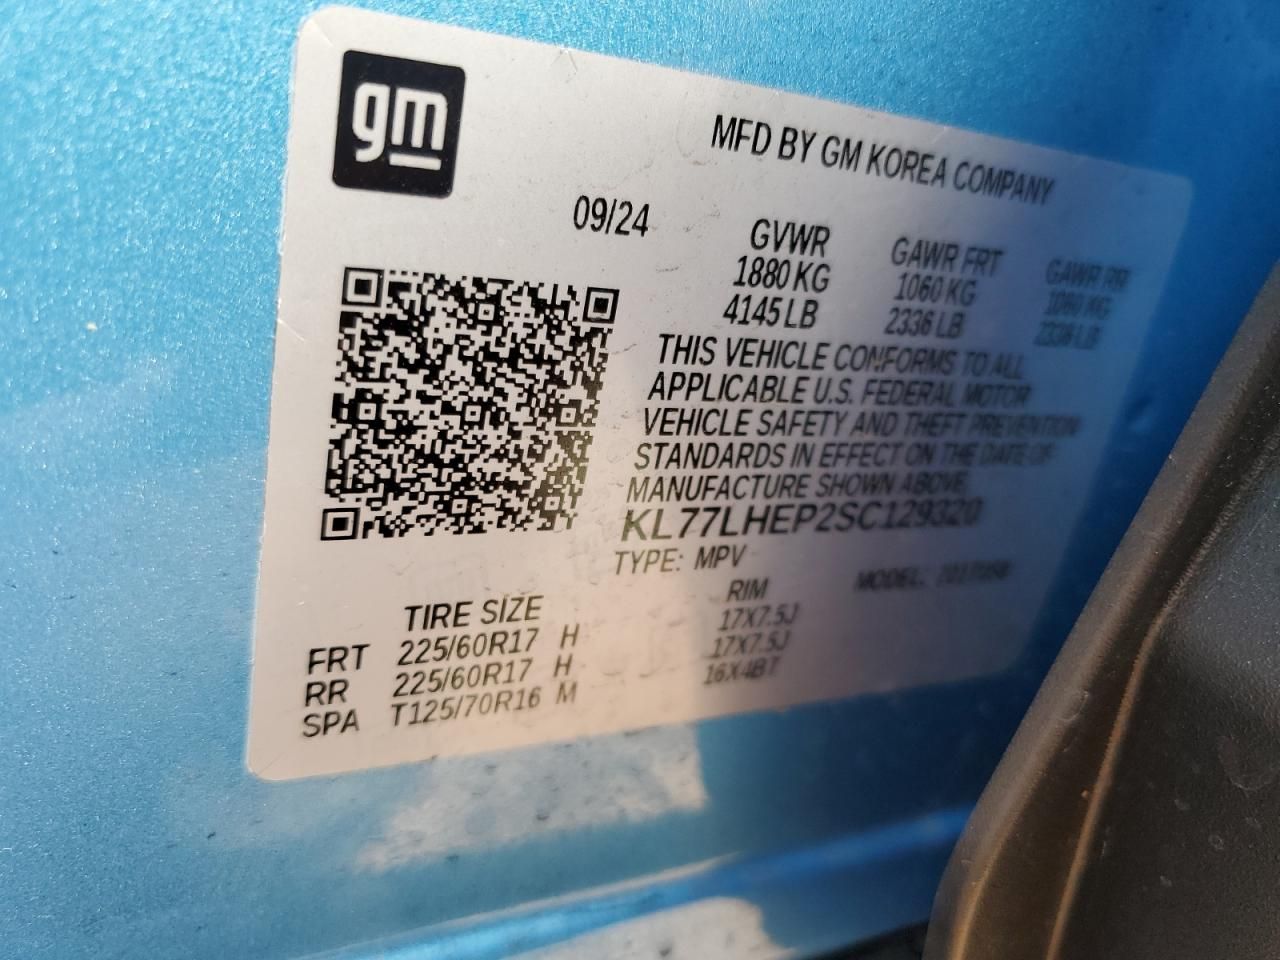 gm
MFD BY GM KOREA COMPANY
09/24
GVWR GAWR FRT GAWR RR
1880 KG 1060 KG 1060 KG
4145 LB 2336 LB 2336 LB
THIS VEHICLE CONFORMS TO ALL
APPLICABLE U.S. FEDERAL MOTOR
VEHICLE SAFETY AND THEFT PREVENTION
STANDARDS IN EFFECT ON THE DATE OF
MANUFACTURE SHOWN ABOVE.
KL77LHEP2SC129320
TYPE: MPV MODEL:
TIRE SIZE RIM
FRT 225/60R17 H 17X7.5J
RR 225/60R17 H 17X7.5J
SPA T125/70R16 M 16X4BT